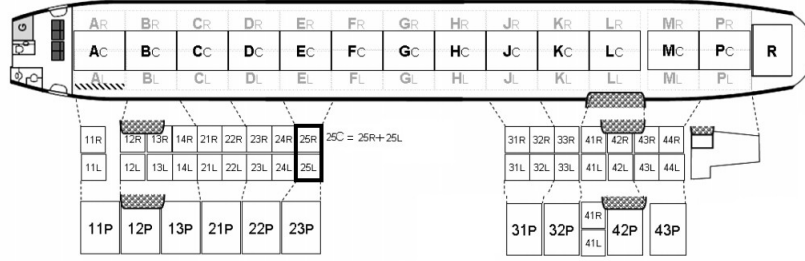 G
AR BR CR DR ER FR GR HR JR KR LR MR PR
AC BC CC DC EC FC GC HC JC KC LC MC PC R
AL BL CL DL EL FL GL HL JL KL LL ML PL
11R 12R 13R 14R 21R 22R 23R 24R 25R 25C = 25R+25L 31R 32R 33R 41R 42R 43R 44R
11L 12L 13L 14L 21L 22L 23L 24L 25L 31L 32L 33L 41L 42L 43L 44L
11P 12P 13P 21P 22P 23P 31P 32P 41R 42P 43P
41L